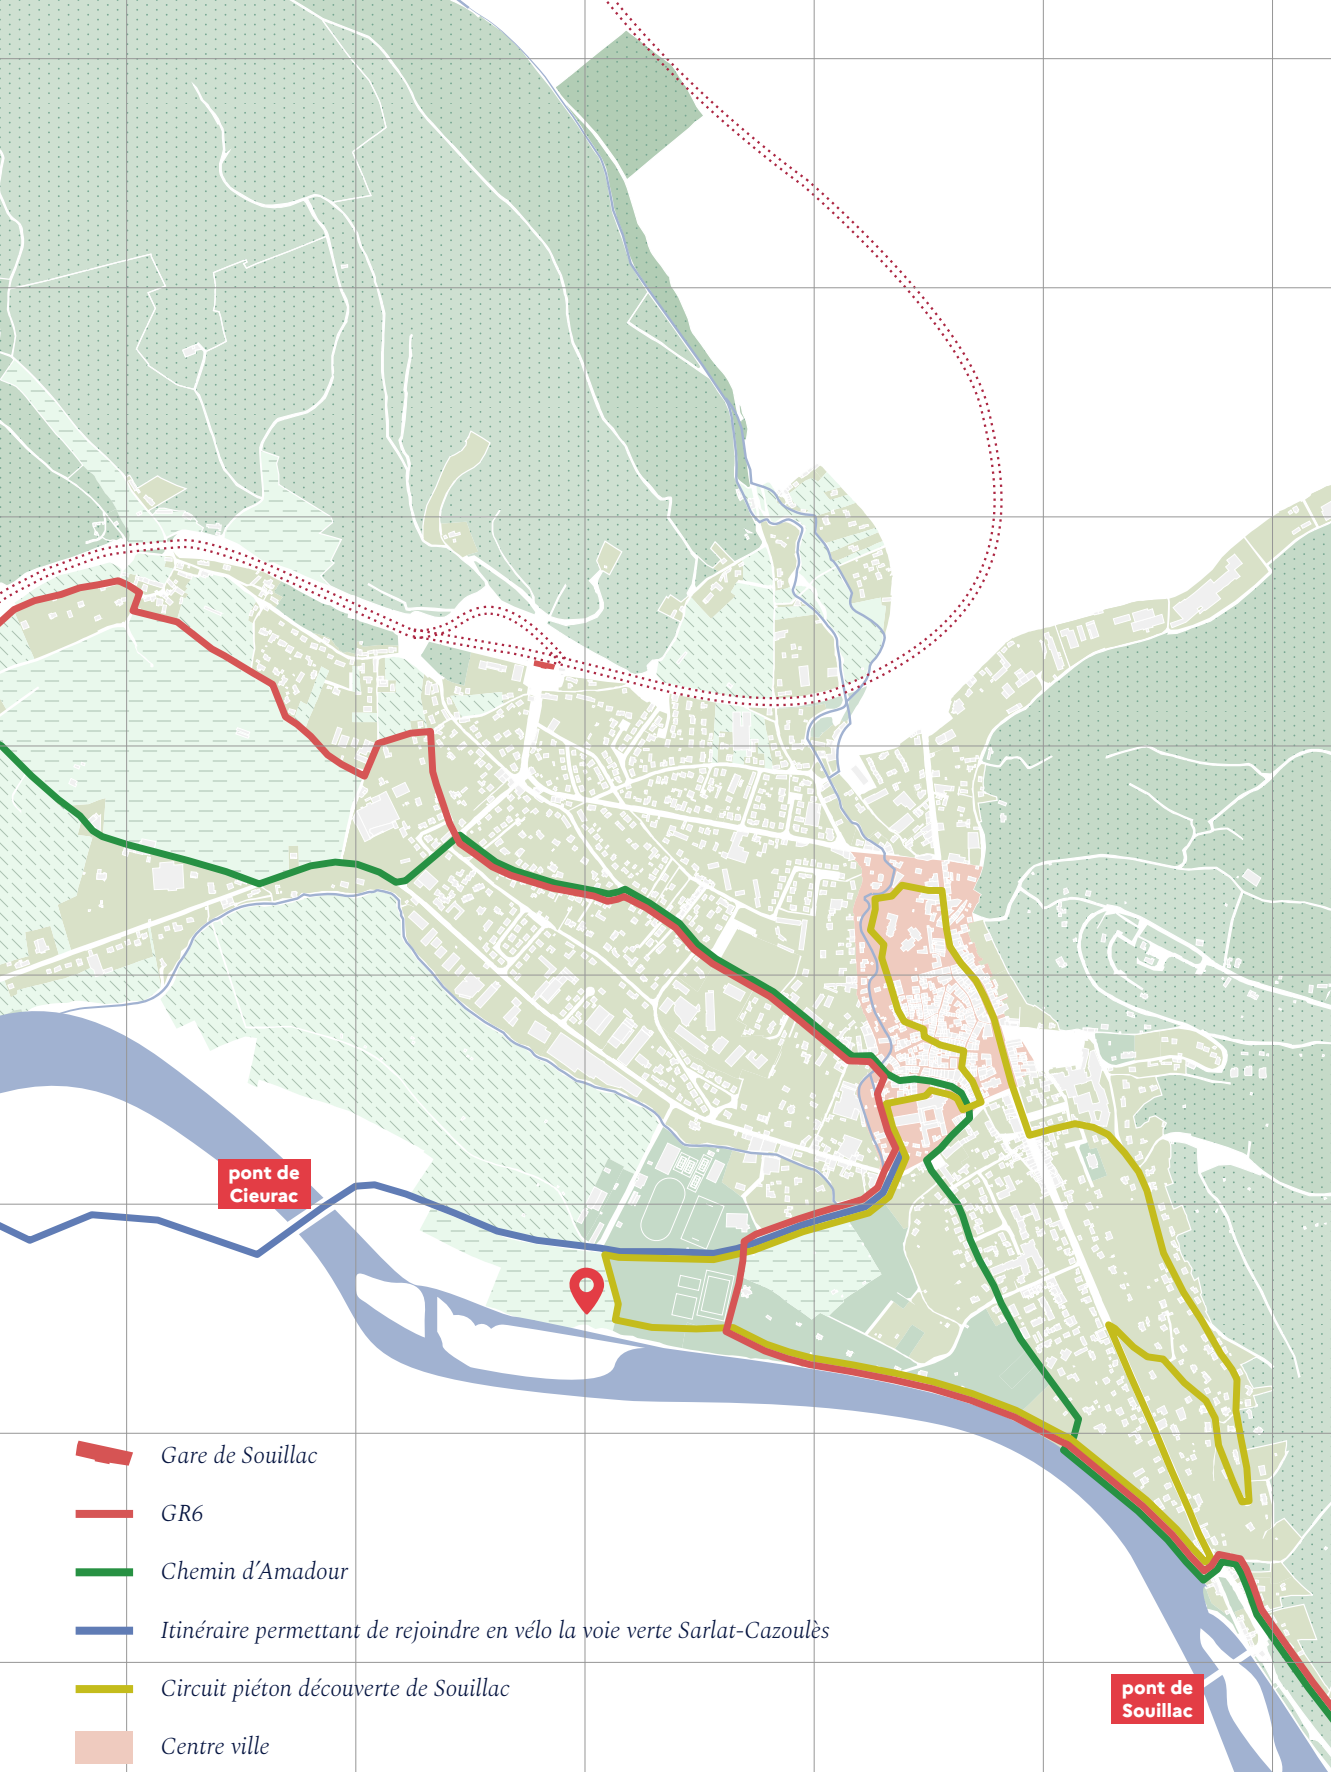 pont de
Cieurac
Gare de Souillac
GR6
Chemin d’Amadour
Itinéraire permettant de rejoindre en vélo la voie verte Sarlat-Cazoulès
Circuit piéton découverte de Souillac
pont de
Souillac
Centre ville